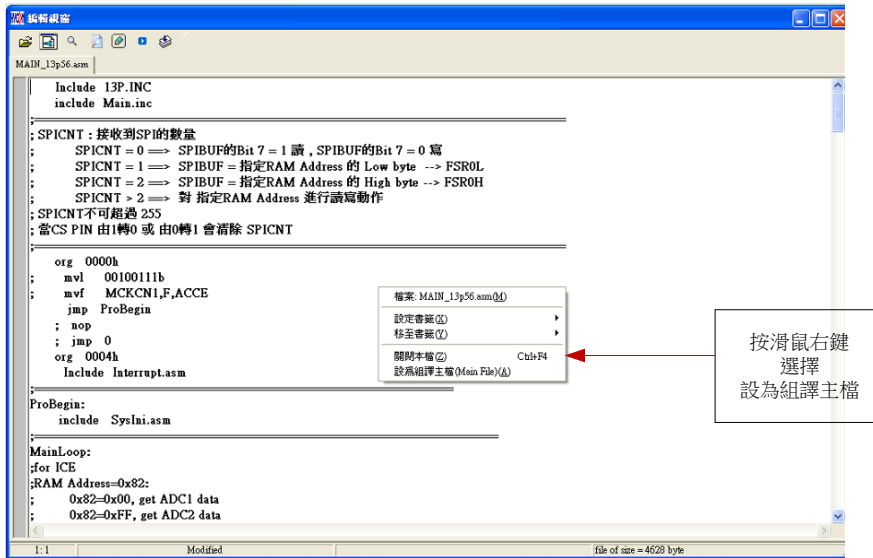 編輯視窗
MAIN_13p56.asm
Include 13P.INC
include Main.inc
; SPICNT : 接收到SPI的數量
; SPICNT = 0 ==> SPIBUF的Bit 7 = 1 讀 , SPIBUF的Bit 7 = 0 寫
; SPICNT = 1 ==> SPIBUF = 指定RAM Address 的 Low byte --> FSR0L
; SPICNT = 2 ==> SPIBUF = 指定RAM Address 的 High byte --> FSR0H
; SPICNT > 2 ==> 對 指定RAM Address 進行讀寫動作
; SPICNT不可超過 255
; 當CS PIN 由1轉0 或 由0轉1 會清除 SPICNT
org 0000h
; mvl 00100111b
; mvf MCKCN1,F,ACCE
jmp ProBegin
; nop
; jmp 0
org 0004h
Include Interrupt.asm
ProBegin:
include SysIni.asm
MainLoop:
;for ICE
;RAM Address=0x82:
; 0x82=0x00, get ADC1 data
; 0x82=0xFF, get ADC2 data
檔案: MAIN_13p56.asm(M)
設定書籤(X)
移至書籤(Y)
關閉本檔(Z) Ctrl+F4
設為組譯主檔(Main File)(A)
按滑鼠右鍵
選擇
設為組譯主檔
1: 1 Modified file of size = 4628 byte